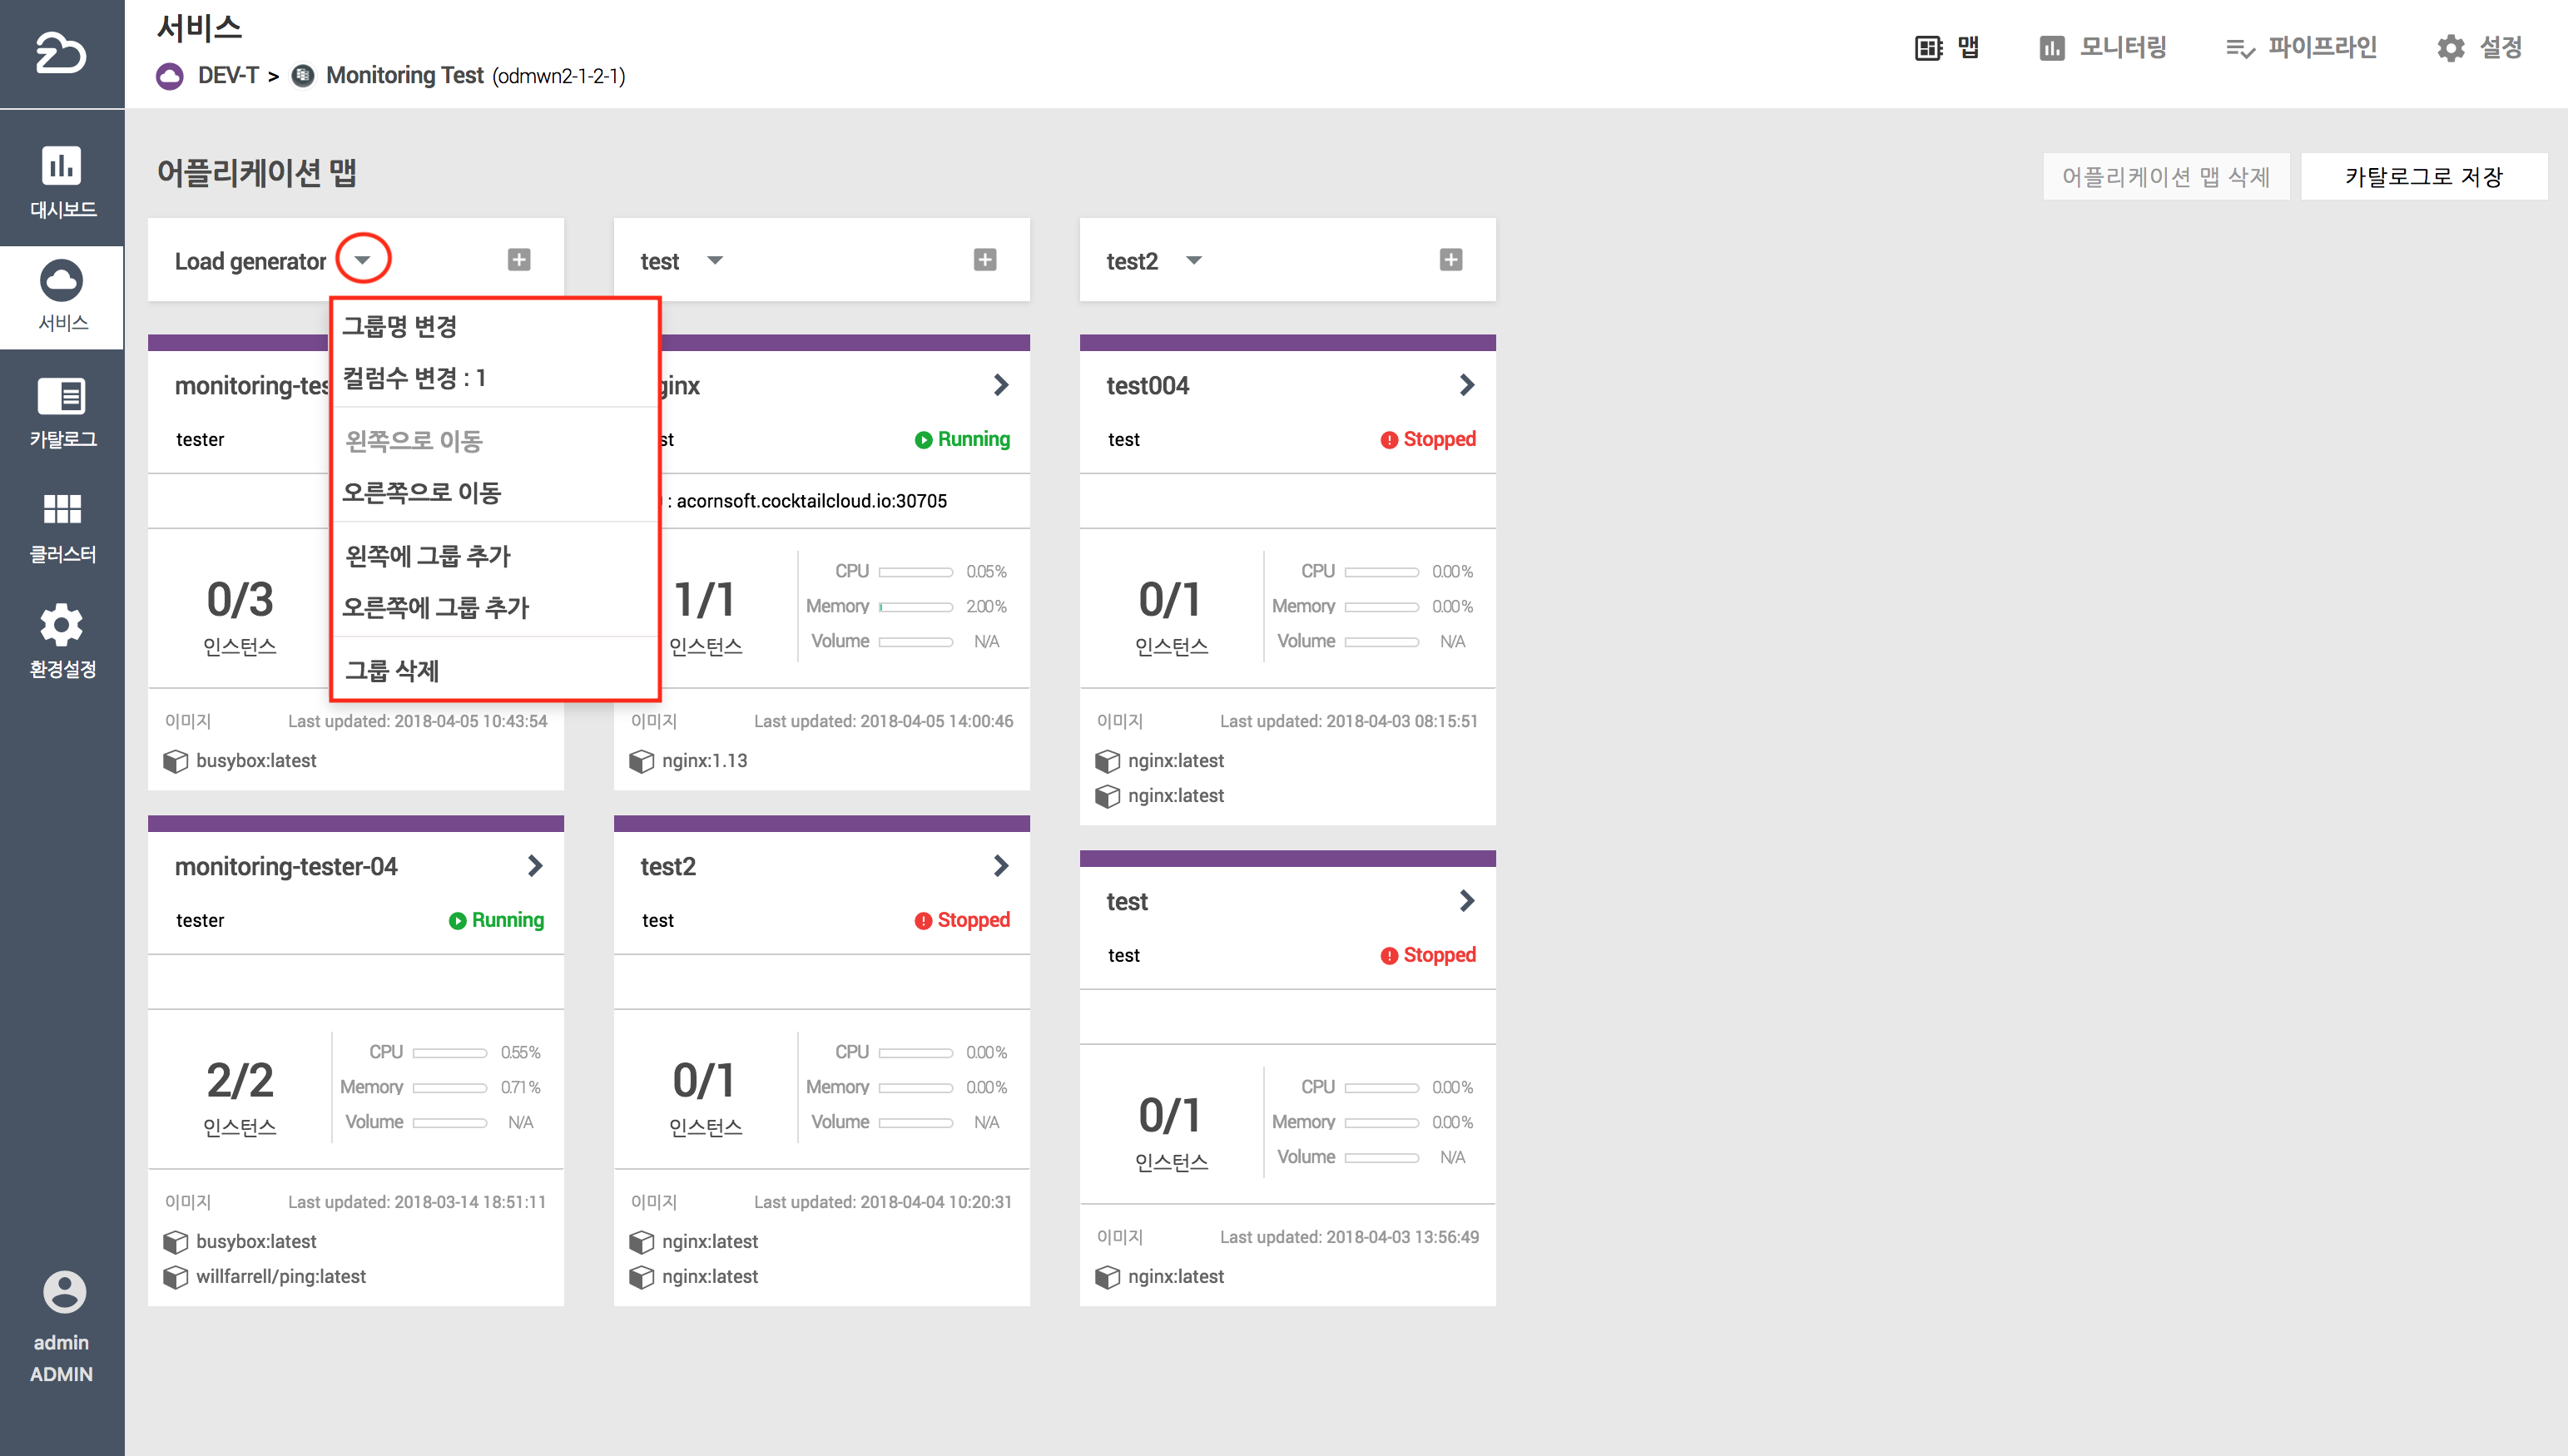 서비스
DEV-T > Monitoring Test (odmwn2-1-2-1)
맵
모니터링
파이프라인
설정
대시보드
서비스
카탈로그
클러스터
환경설정
admin
ADMIN
어플리케이션 맵
어플리케이션 맵 삭제
카탈로그로 저장
Load generator
그룹명 변경
컬럼수 변경 : 1
왼쪽으로 이동
오른쪽으로 이동
왼쪽에 그룹 추가
오른쪽에 그룹 추가
그룹 삭제
monitoring-tes
tester
0/3
인스턴스
이미지 Last updated: 2018-04-05 10:43:54
busybox:latest
monitoring-tester-04
tester Running
2/2
인스턴스
CPU 0.55%
Memory 0.71%
Volume N/A
이미지 Last updated: 2018-03-14 18:51:11
busybox:latest
willfarrell/ping:latest
test
ginx
st Running
: acornsoft.cocktailcloud.io:30705
1/1
인스턴스
CPU 0.05%
Memory 2.00%
Volume N/A
이미지 Last updated: 2018-04-05 14:00:46
nginx:1.13
test2
test Stopped
0/1
인스턴스
CPU 0.00%
Memory 0.00%
Volume N/A
이미지 Last updated: 2018-04-04 10:20:31
nginx:latest
nginx:latest
test2
test004
test Stopped
0/1
인스턴스
CPU 0.00%
Memory 0.00%
Volume N/A
이미지 Last updated: 2018-04-03 08:15:51
nginx:latest
nginx:latest
test
test Stopped
0/1
인스턴스
CPU 0.00%
Memory 0.00%
Volume N/A
이미지 Last updated: 2018-04-03 13:56:49
nginx:latest